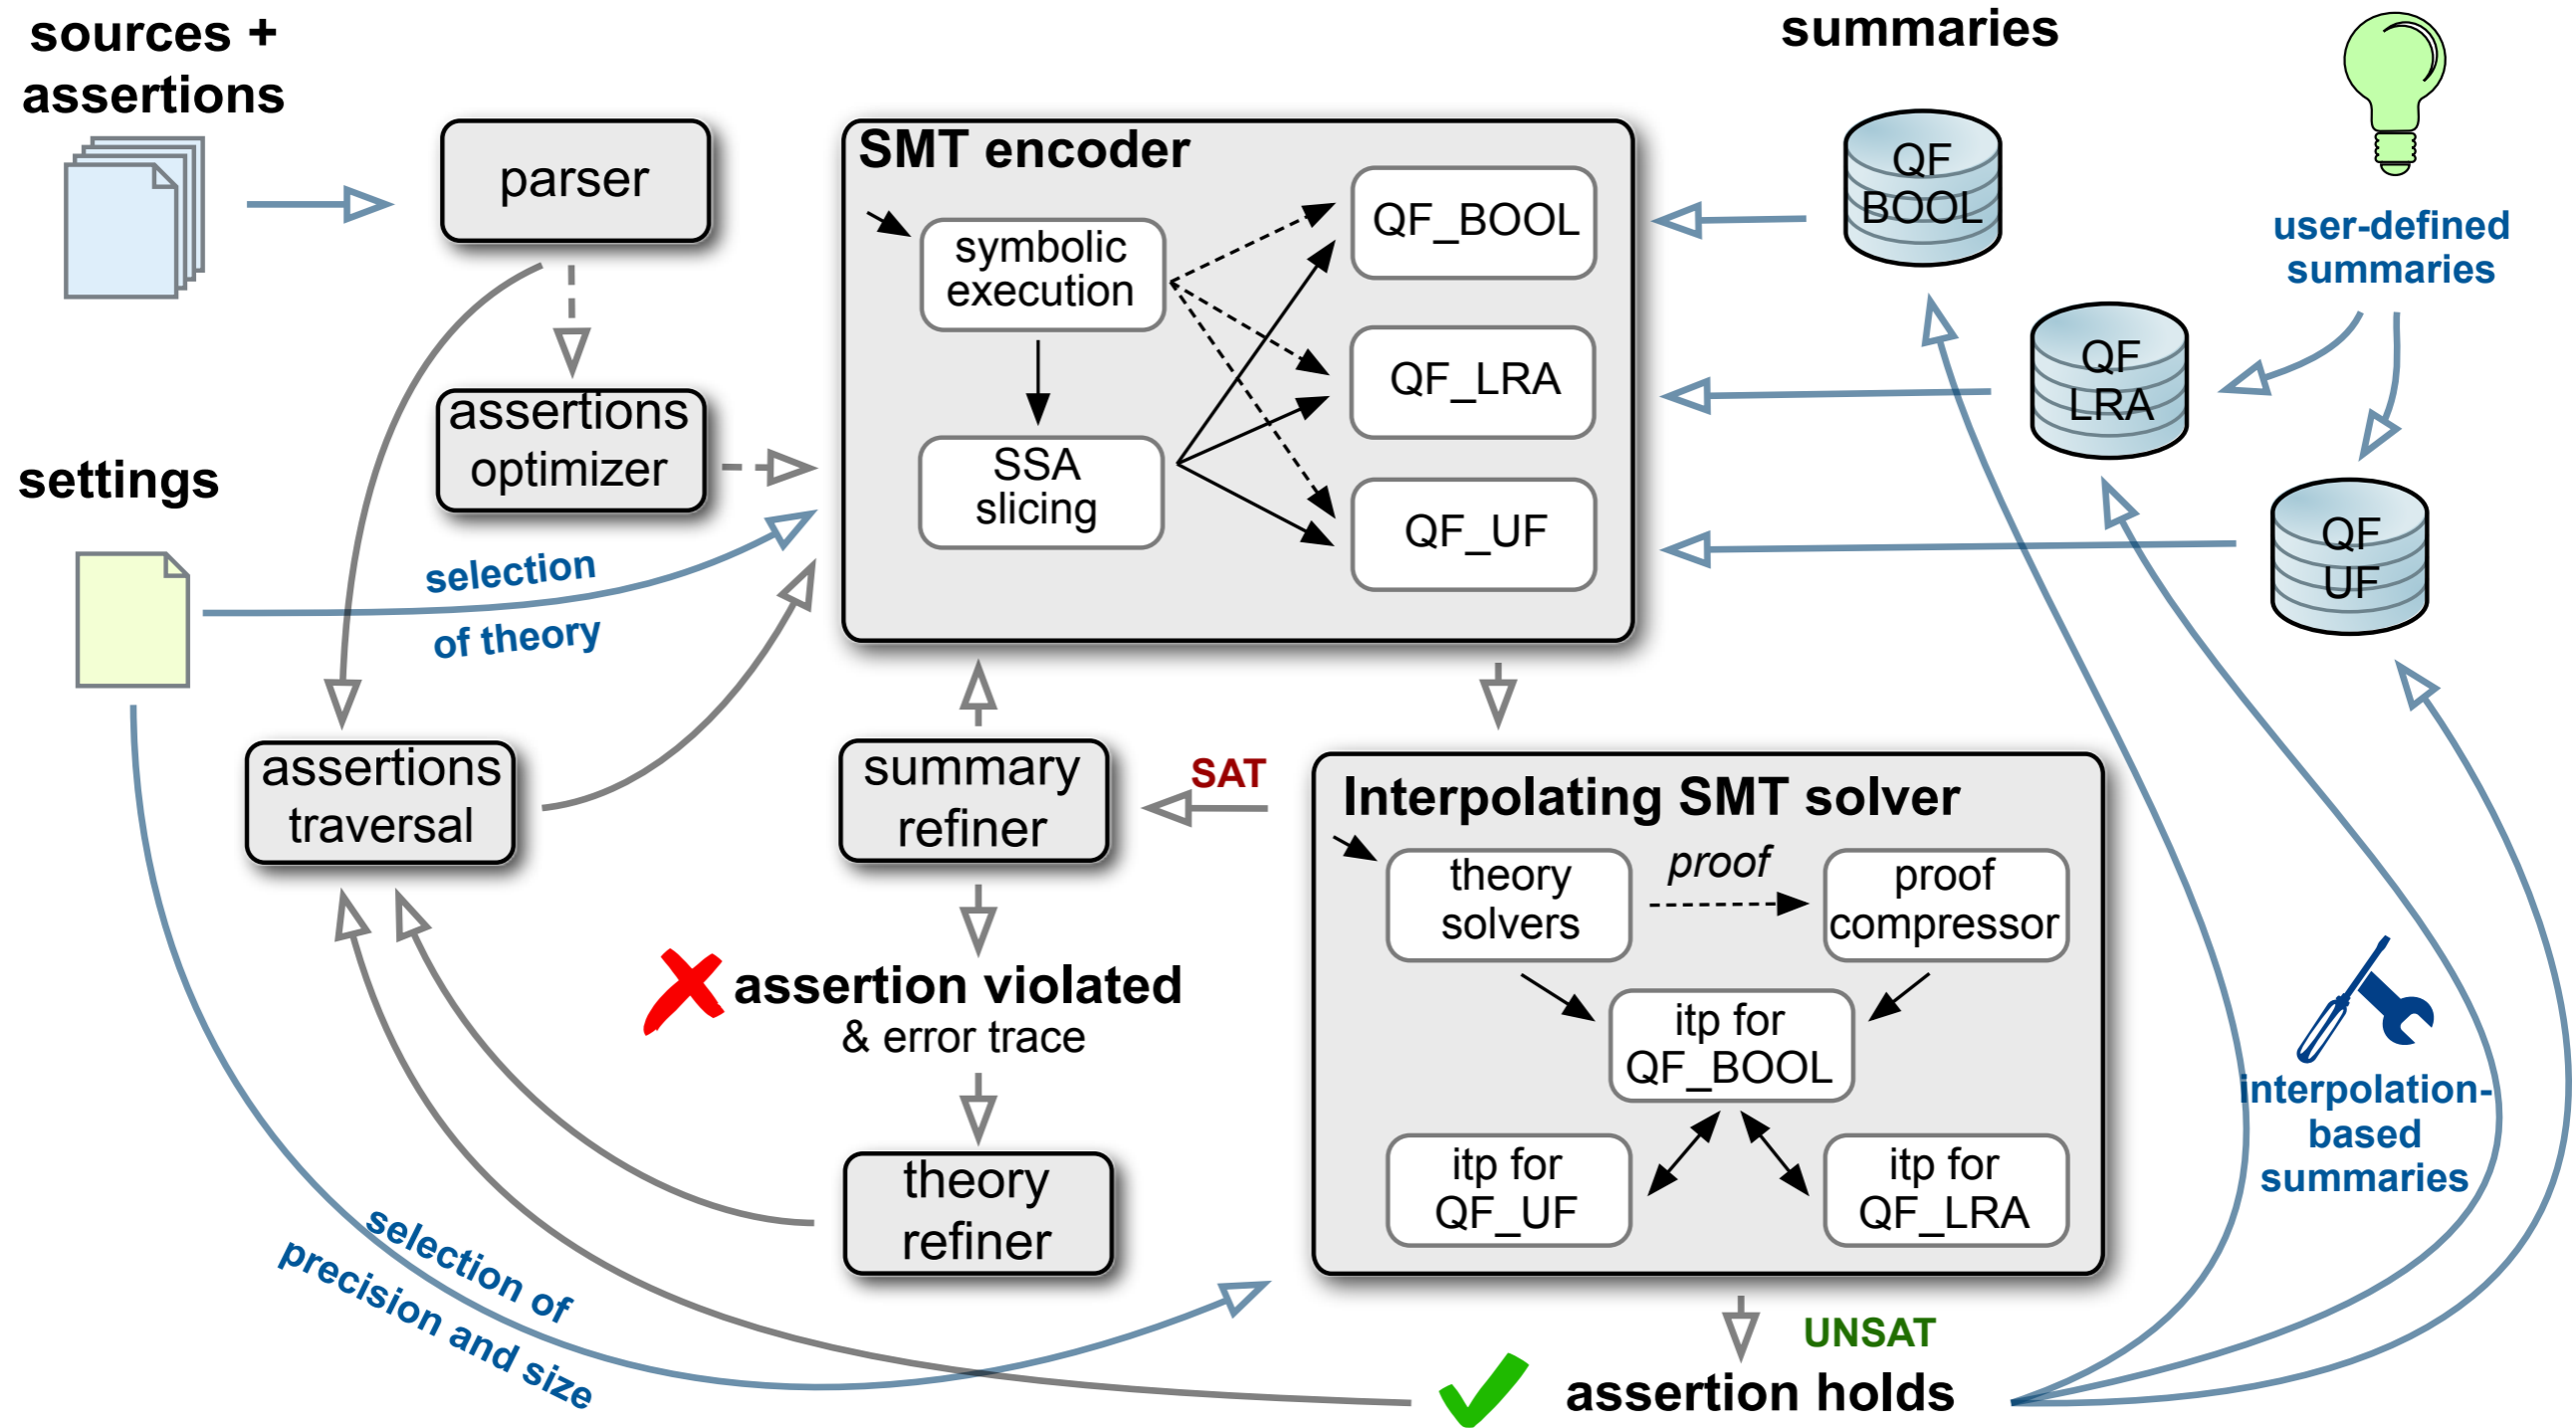 sources +
assertions
summaries
parser
SMT encoder
symbolic
execution
SSA
slicing
QF_BOOL
QF_LRA
QF_UF
QF
BOOL
QF
LRA
QF
UF
user-defined
summaries
assertions
optimizer
settings
selection
of theory
assertions
traversal
summary
refiner
SAT
Interpolating SMT solver
theory
solvers
proof
proof
compressor
itp for
QF_BOOL
itp for
QF_UF
itp for
QF_LRA
assertion violated
& error trace
theory
refiner
interpolation-
based
summaries
selection of
precision and size
UNSAT
assertion holds